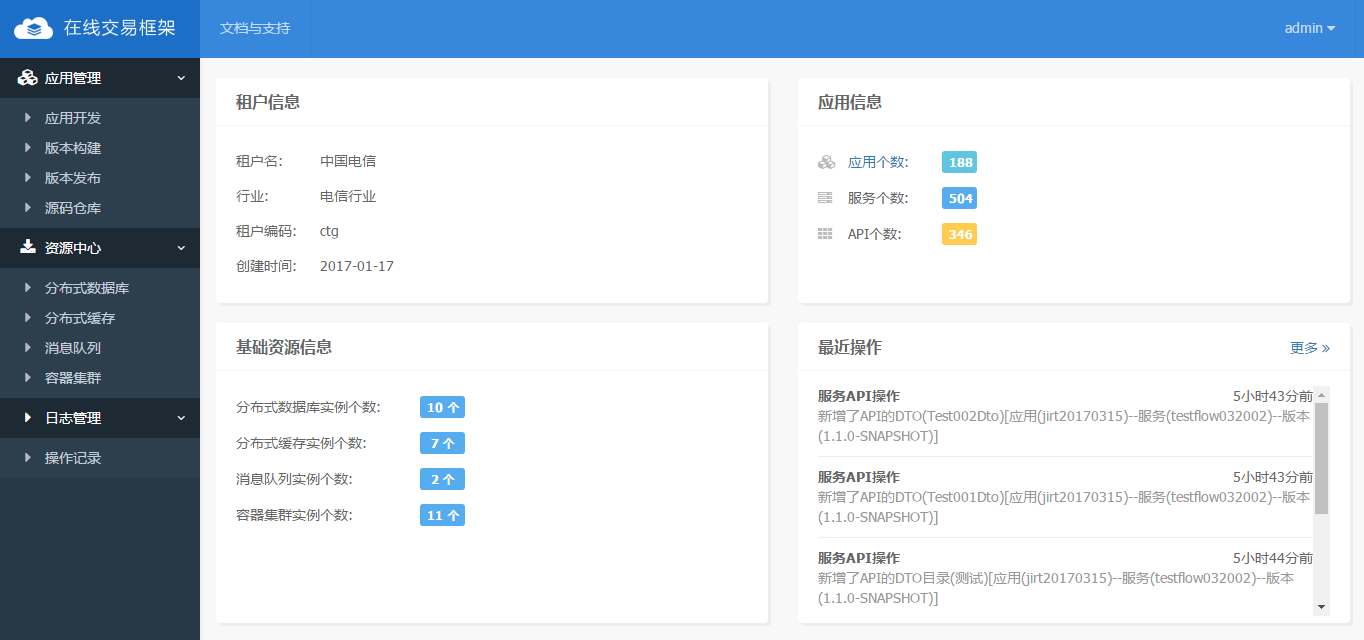 在线交易框架
文档与支持
admin
应用管理
应用开发
版本构建
版本发布
源码仓库
资源中心
分布式数据库
分布式缓存
消息队列
容器集群
日志管理
操作记录
租户信息
租户名: 中国电信
行业: 电信行业
租户编码: ctg
创建时间: 2017-01-17
应用信息
应用个数: 188
服务个数: 504
API个数: 346
基础资源信息
分布式数据库实例个数: 10 个
分布式缓存实例个数: 7 个
消息队列实例个数: 2 个
容器集群实例个数: 11 个
最近操作 更多 »
服务API操作 5小时43分前
新增了API的DTO(Test002Dto)[应用(jirt20170315)--服务(testflow032002)--版本
(1.1.0-SNAPSHOT)]
服务API操作 5小时43分前
新增了API的DTO(Test001Dto)[应用(jirt20170315)--服务(testflow032002)--版本
(1.1.0-SNAPSHOT)]
服务API操作 5小时44分前
新增了API的DTO目录(测试)[应用(jirt20170315)--服务(testflow032002)--版本
(1.1.0-SNAPSHOT)]